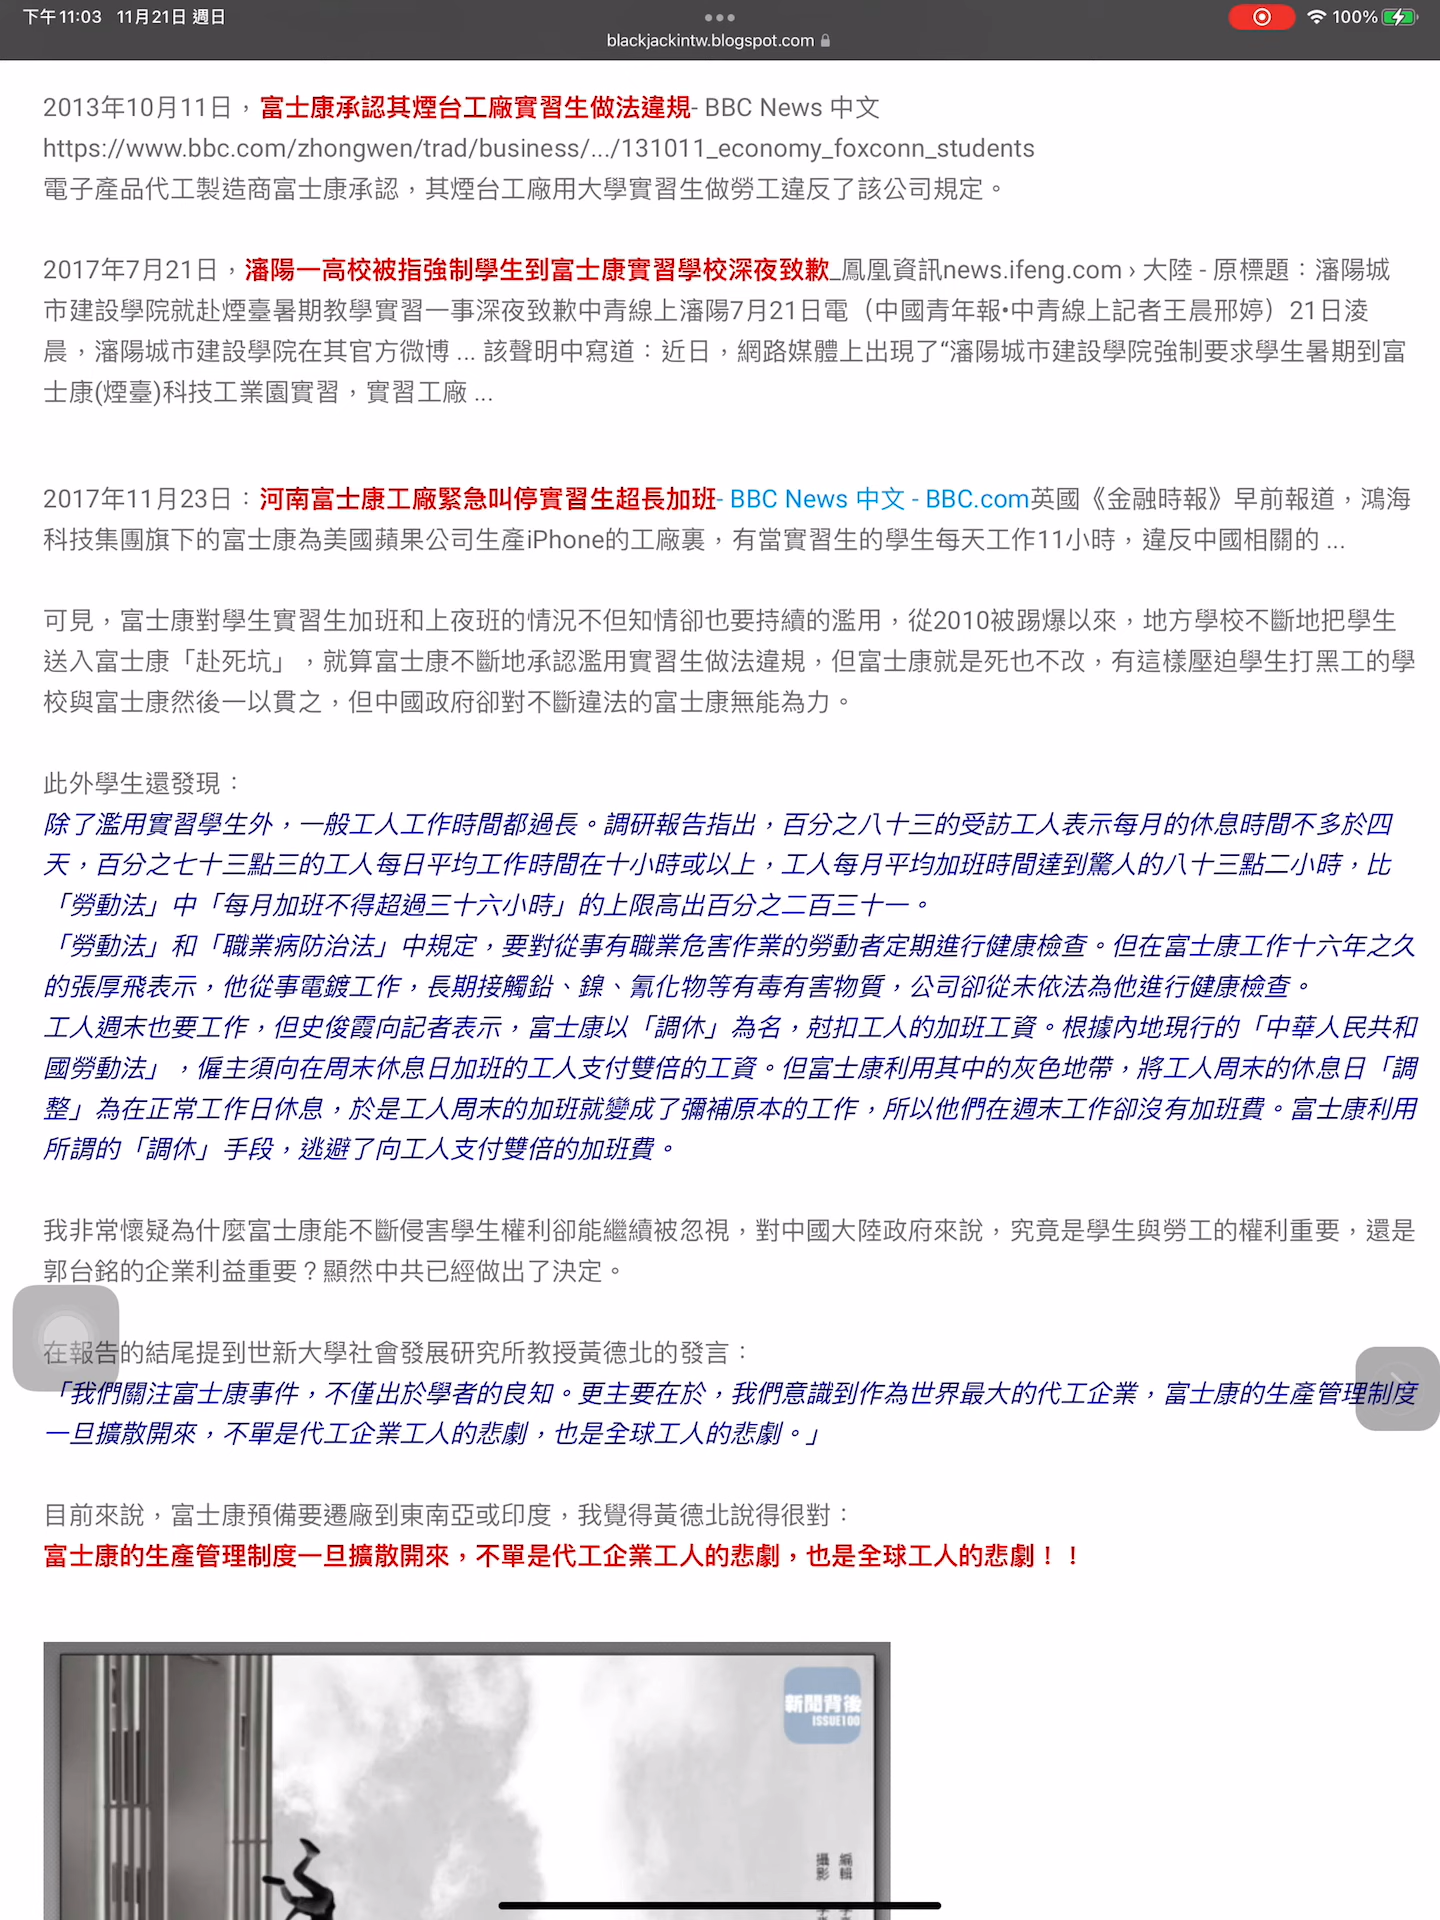 下午11:03 11月21日 週日
100%
blackjackintw.blogspot.com
2013年10月11日，富士康承認其煙台工廠實習生做法違規- BBC News 中文
https://www.bbc.com/zhongwen/trad/business/.../131011_economy_foxconn_students
電子產品代工製造商富士康承認，其煙台工廠用大學實習生做勞工違反了該公司規定。
2017年7月21日，瀋陽一高校被指強制學生到富士康實習學校深夜致歉_鳳凰資訊news.ifeng.com › 大陸 - 原標題：瀋陽城
市建設學院就赴煙臺暑期教學實習一事深夜致歉中青線上瀋陽7月21日電（中國青年報•中青線上記者王晨邢婷）21日淩
晨，瀋陽城市建設學院在其官方微博 ... 該聲明中寫道：近日，網路媒體上出現了“瀋陽城市建設學院強制要求學生暑期到富
士康(煙臺)科技工業園實習，實習工廠 ...
2017年11月23日：河南富士康工廠緊急叫停實習生超長加班- BBC News 中文 - BBC.com英國《金融時報》早前報道，鴻海
科技集團旗下的富士康為美國蘋果公司生產iPhone的工廠裏，有當實習生的學生每天工作11小時，違反中國相關的 ...
可見，富士康對學生實習生加班和上夜班的情況不但知情卻也要持續的濫用，從2010被踢爆以來，地方學校不斷地把學生
送入富士康「赴死坑」，就算富士康不斷地承認濫用實習生做法違規，但富士康就是死也不改，有這樣壓迫學生打黑工的學
校與富士康然後一以貫之，但中國政府卻對不斷違法的富士康無能為力。
此外學生還發現：
除了濫用實習學生外，一般工人工作時間都過長。調研報告指出，百分之八十三的受訪工人表示每月的休息時間不多於四
天，百分之七十三點三的工人每日平均工作時間在十小時或以上，工人每月平均加班時間達到驚人的八十三點二小時，比
「勞動法」中「每月加班不得超過三十六小時」的上限高出百分之二百三十一。
「勞動法」和「職業病防治法」中規定，要對從事有職業危害作業的勞動者定期進行健康檢查。但在富士康工作十六年之久
的張厚飛表示，他從事電鍍工作，長期接觸鉛、鎳、氰化物等有毒有害物質，公司卻從未依法為他進行健康檢查。
工人週末也要工作，但史俊霞向記者表示，富士康以「調休」為名，尅扣工人的加班工資。根據內地現行的「中華人民共和
國勞動法」，僱主須向在周末休息日加班的工人支付雙倍的工資。但富士康利用其中的灰色地帶，將工人周末的休息日「調
整」為在正常工作日休息，於是工人周末的加班就變成了彌補原本的工作，所以他們在週末工作卻沒有加班費。富士康利用
所謂的「調休」手段，逃避了向工人支付雙倍的加班費。
我非常懷疑為什麼富士康能不斷侵害學生權利卻能繼續被忽視，對中國大陸政府來說，究竟是學生與勞工的權利重要，還是
郭台銘的企業利益重要？顯然中共已經做出了決定。
在報告的結尾提到世新大學社會發展研究所教授黃德北的發言：
「我們關注富士康事件，不僅出於學者的良知。更主要在於，我們意識到作為世界最大的代工企業，富士康的生產管理制度
一旦擴散開來，不單是代工企業工人的悲劇，也是全球工人的悲劇。」
目前來說，富士康預備要遷廠到東南亞或印度，我覺得黃德北說得很對：
富士康的生產管理制度一旦擴散開來，不單是代工企業工人的悲劇，也是全球工人的悲劇！！
新聞背後
ISSUE100
編輯
攝影